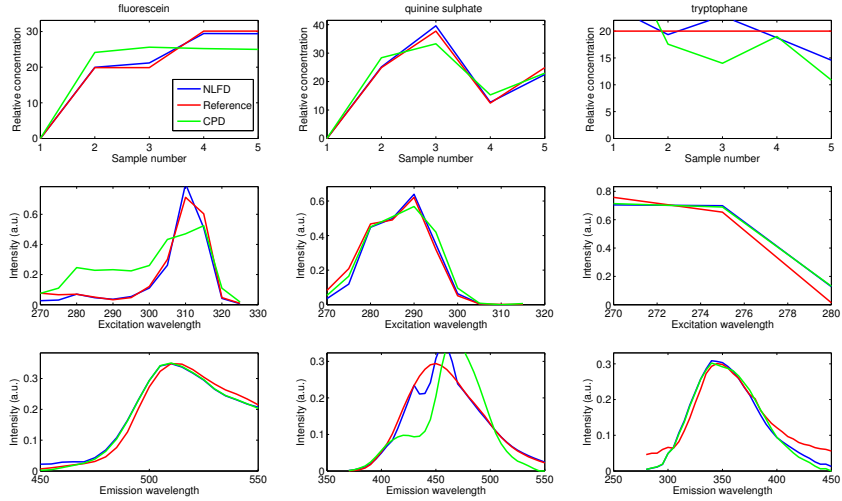 fluorescein
quinine sulphate
tryptophane
Relative concentration
30
20
10
0
NLFD
Reference
CPD
1 2 3 4 5
Sample number
Relative concentration
40
30
20
10
0
1 2 3 4 5
Sample number
Relative concentration
20
15
10
5
0
1 2 3 4 5
Sample number
Intensity (a.u.)
0.6
0.4
0.2
0
270 280 290 300 310 320 330
Excitation wavelength
Intensity (a.u.)
0.6
0.4
0.2
0
270 280 290 300 310 320
Excitation wavelength
Intensity (a.u.)
0.8
0.6
0.4
0.2
0
270 272 274 276 278 280
Excitation wavelength
Intensity (a.u.)
0.3
0.2
0.1
0
450 500 550
Emission wavelength
Intensity (a.u.)
0.3
0.2
0.1
0
350 400 450 500 550
Emission wavelength
Intensity (a.u.)
0.3
0.2
0.1
0
250 300 350 400 450
Emission wavelength